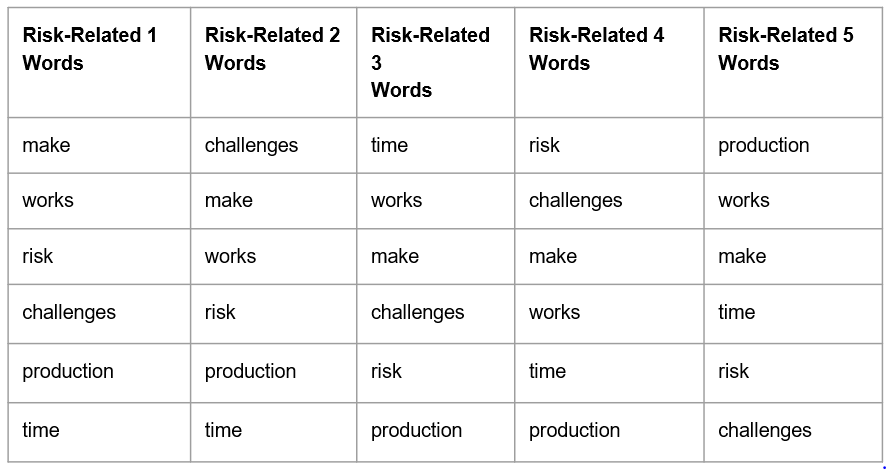 Risk-Related 1 Words
Risk-Related 2 Words
Risk-Related 3 Words
Risk-Related 4 Words
Risk-Related 5 Words
make
challenges
time
risk
production
works
make
works
challenges
works
risk
works
make
make
make
challenges
risk
challenges
works
time
production
production
risk
time
risk
time
time
production
production
challenges